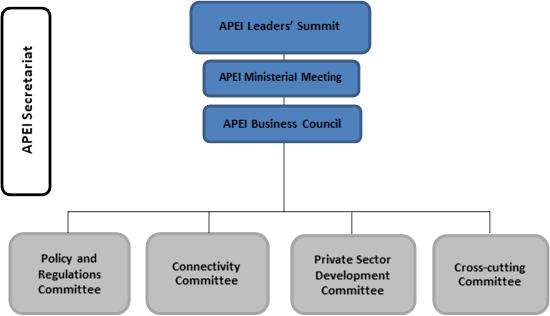 APEI Secretariat
APEI Leaders’ Summit
APEI Ministerial Meeting
APEI Business Council
Policy and
Regulations
Committee
Connectivity
Committee
Private Sector
Development
Committee
Cross-cutting
Committee